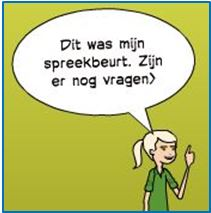 Dit was mijn
spreekbeurt. Zijn
er nog vragen?